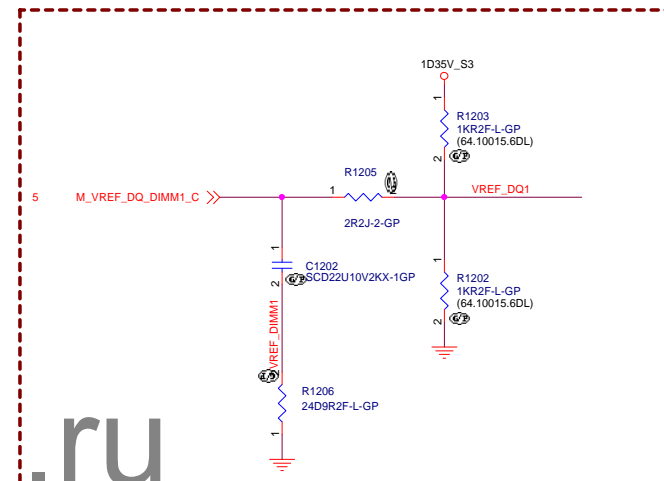 1D35V_S3
1
R1203
1KR2F-L-GP
(64.10015.6DL)
2
G/P
R1205
5 M_VREF_DQ_DIMM1_C
1
VREF_DQ1
2R2J-2-GP
1
C1202
SCD22U10V2KX-1GP
2
G/P
1
R1202
1KR2F-L-GP
(64.10015.6DL)
2
G/P
VREF_DIMM1
R1206
24D9R2F-L-GP
1
.ru